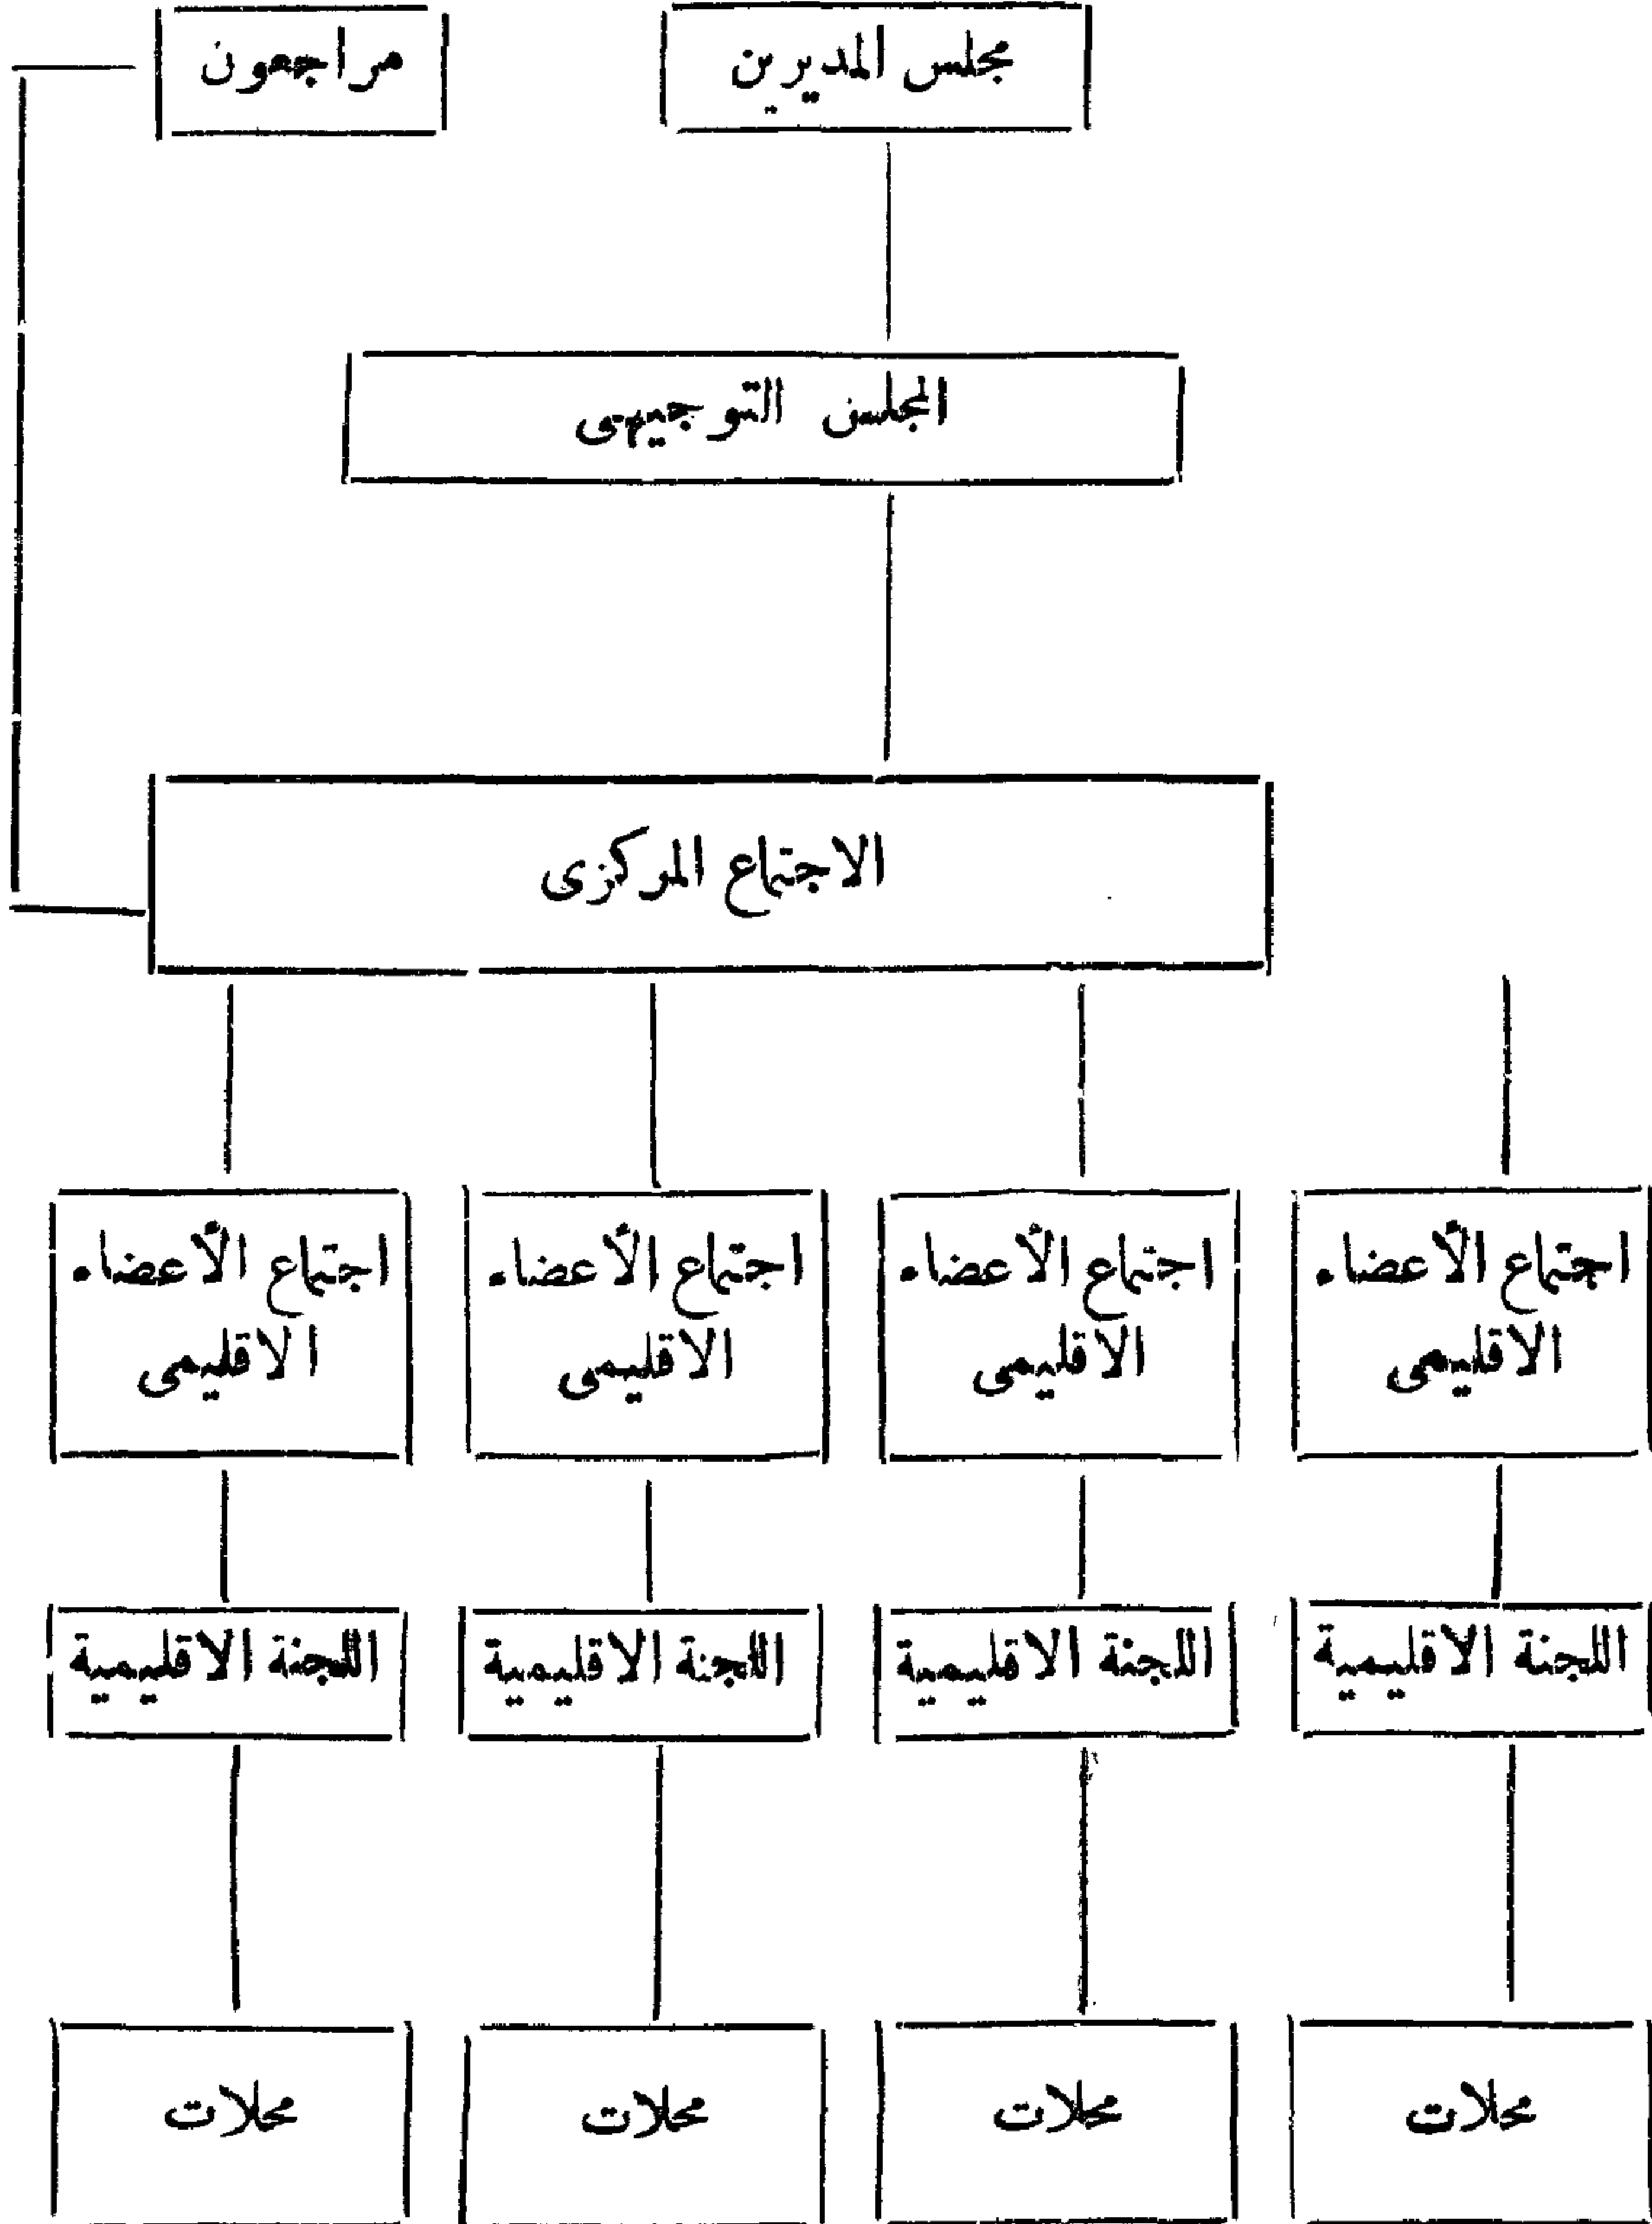 مجلس المديرين
مراجعون
المجلس التوجيهى
الاجتماع المركزى
اجتماع الأعضاء
الاقليمى
اجتماع الأعضاء
الاقليمى
اجتماع الأعضاء
الاقليمى
اجتماع الأعضاء
الاقليمى
اللجنة الاقليمية
اللجنة الاقليمية
اللجنة الاقليمية
اللجنة الاقليمية
محلات
محلات
محلات
محلات